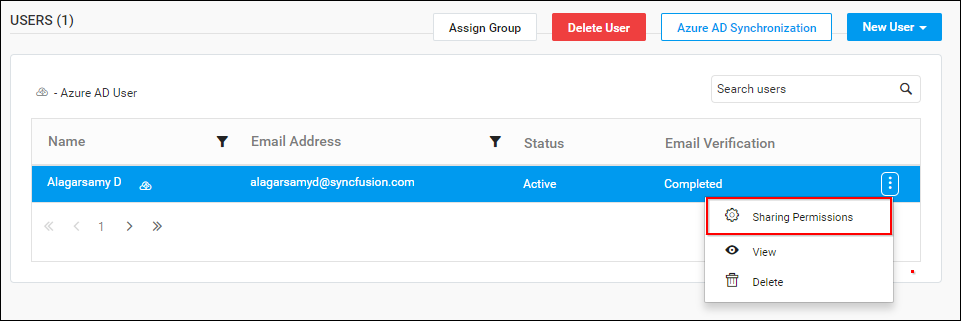 USERS (1)
Assign Group
Delete User
Azure AD Synchronization
New User
- Azure AD User
Search users
Name Email Address Status Email Verification
Alagarsamy D alagarsamyd@syncfusion.com Active Completed
1
Sharing Permissions
View
Delete